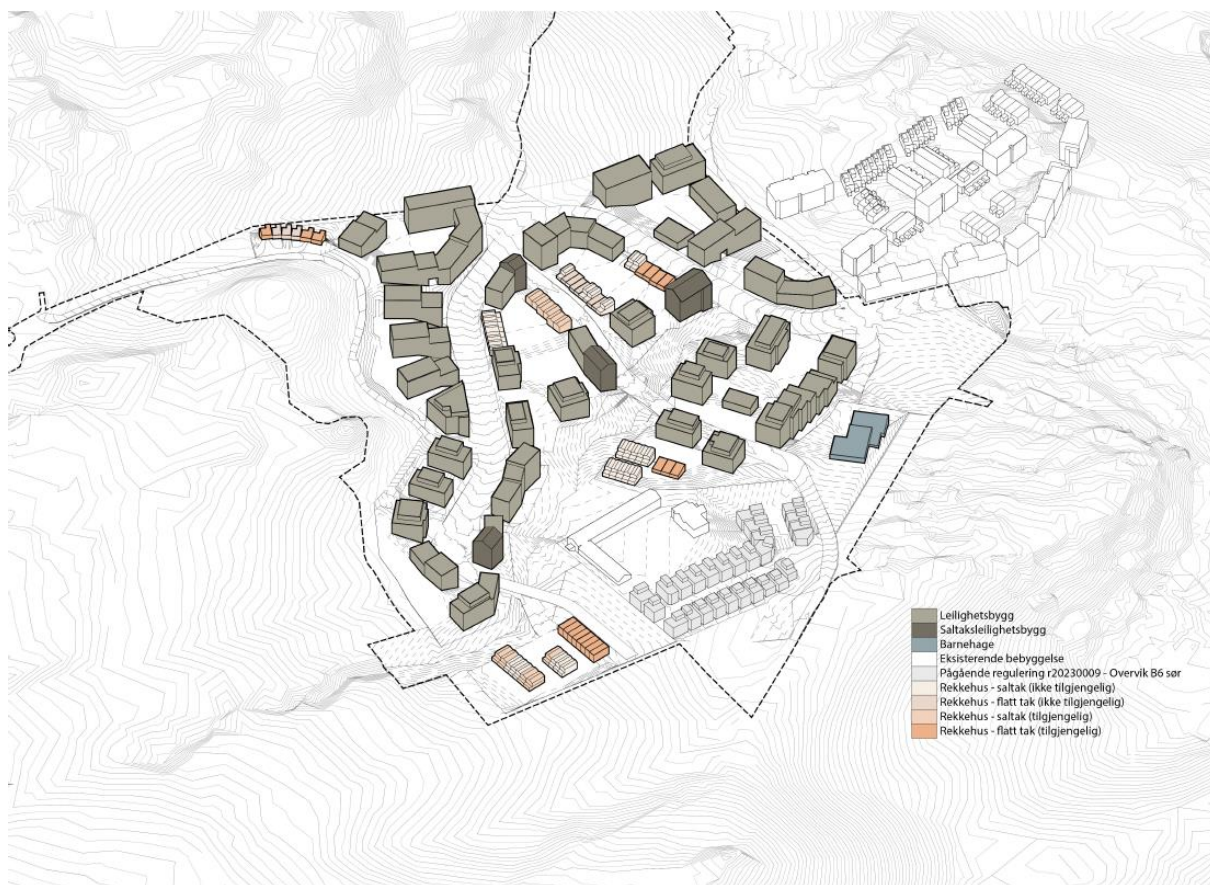 Leilighetsbygg
Saltaksleilighetsbygg
Barnehage
Eksisterende bebyggelse
Pågående regulering r20230009 - Overvik B6 sør
Rekkehus - saltak (ikke tilgjengelig)
Rekkehus - flatt tak (ikke tilgjengelig)
Rekkehus - saltak (tilgjengelig)
Rekkehus - flatt tak (tilgjengelig)